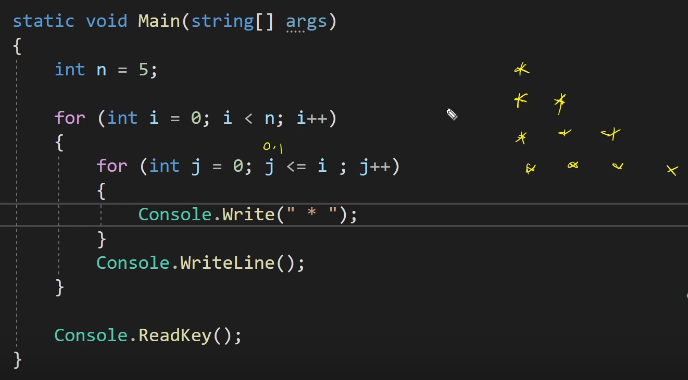 static void Main(string[] args)
{
int n = 5;
for (int i = 0; i < n; i++)
{
0,1
for (int j = 0; j <= i ; j++)
{
Console.Write(" * ");
}
Console.WriteLine();
}
Console.ReadKey();
}
*
* *
* * *
* * * *